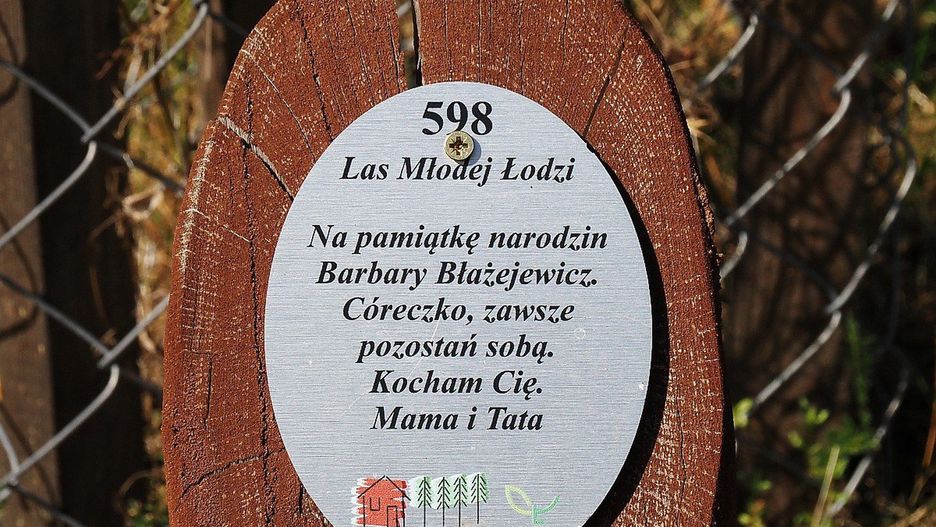 598
Las Młodej Łodzi
Na pamiątkę narodzin
Barbary Błażejewicz.
Córeczko, zawsze
pozostań sobą.
Kocham Cię.
Mama i Tata